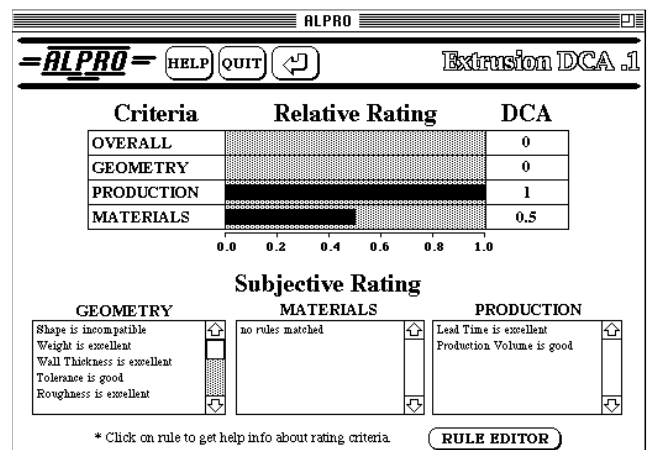 ALPRO
ALPRO HELP QUIT Extrusion DCA .1
Criteria Relative Rating DCA
OVERALL 0
GEOMETRY 0
PRODUCTION 1
MATERIALS 0.5
0.0 0.2 0.4 0.6 0.8 1.0
Subjective Rating
GEOMETRY MATERIALS PRODUCTION
Shape is incompatible no rules matched Lead Time is excellent
Weight is excellent Production Volume is good
Wall Thickness is excellent
Tolerance is good
Roughness is excellent
* Click on rule to get help info about rating criteria. RULE EDITOR